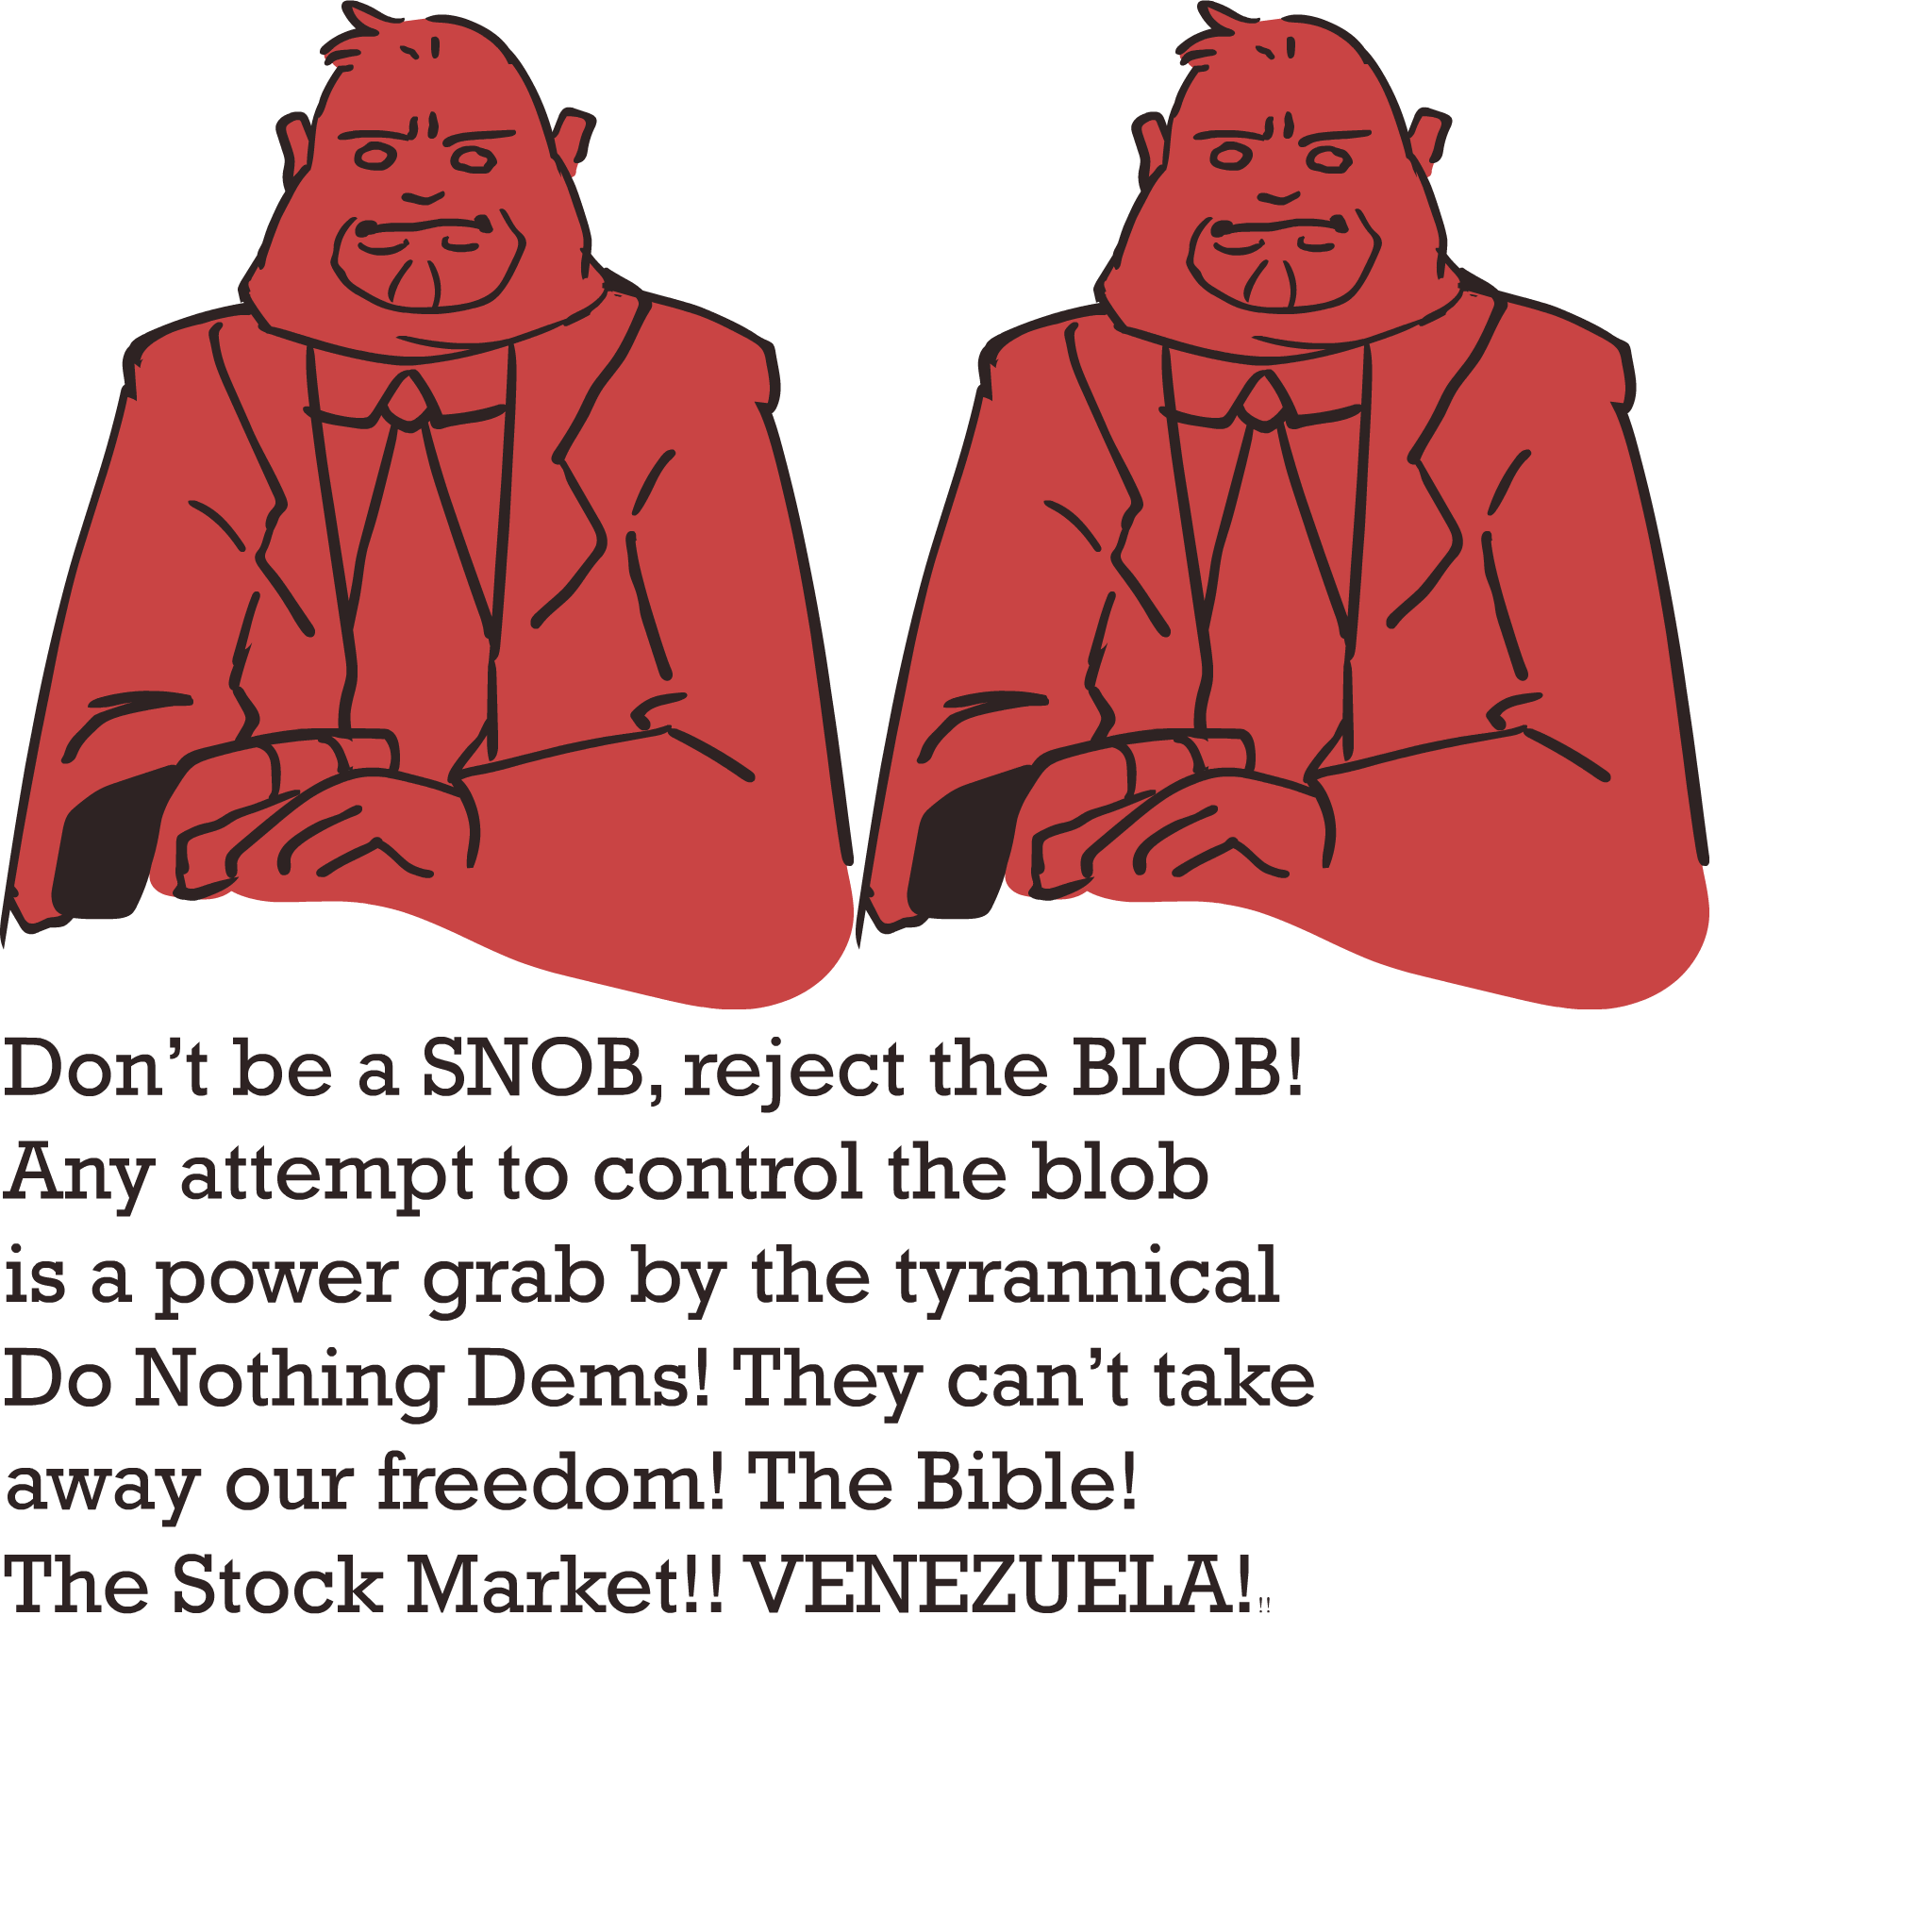 Don’t be a SNOB, reject the BLOB!
Any attempt to control the blob
is a power grab by the tyrannical
Do Nothing Dems! They can’t take
away our freedom! The Bible!
The Stock Market!! VENEZUELA!!!